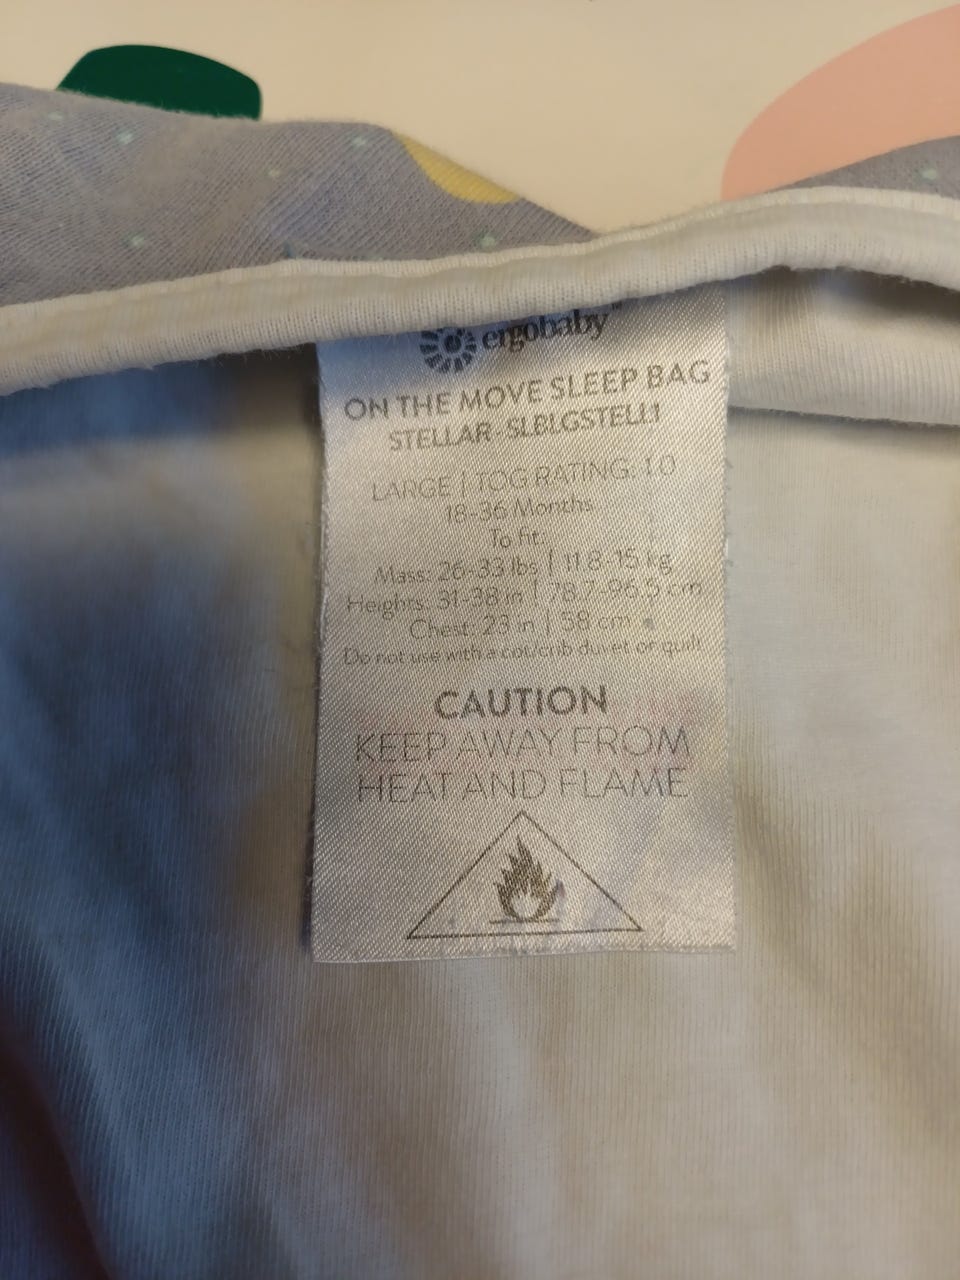 ergobaby™
ON THE MOVE SLEEP BAG
STELLAR - SLBLGSTELL1
LARGE | TOG RATING: 1.0
18-36 Months
To fit:
Mass: 26-33 lbs | 11.8-15 kg
Heights: 31-38 in | 78.7-96.5 cm
Chest: 23 in | 58 cm
Do not use with a cot/crib duvet or quilt
CAUTION
KEEP AWAY FROM
HEAT AND FLAME